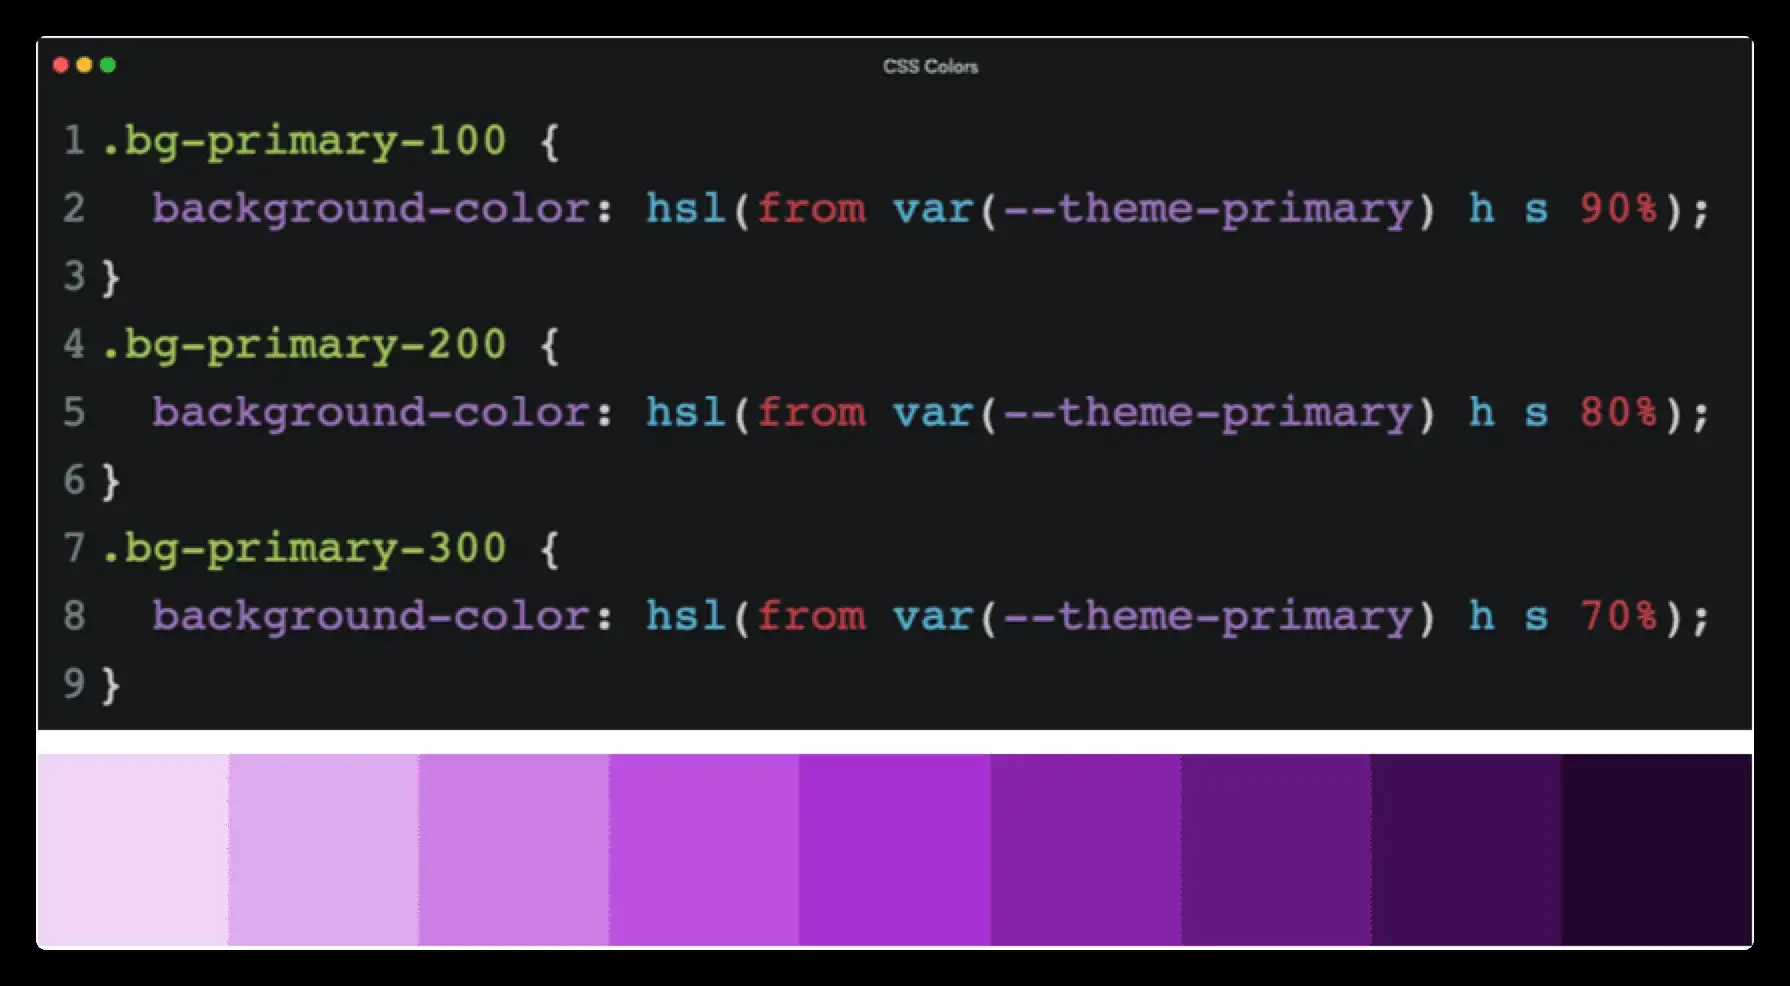 CSS Colors
1 .bg-primary-100 {
2   background-color: hsl(from var(--theme-primary) h s 90%);
3 }
4 .bg-primary-200 {
5   background-color: hsl(from var(--theme-primary) h s 80%);
6 }
7 .bg-primary-300 {
8   background-color: hsl(from var(--theme-primary) h s 70%);
9 }